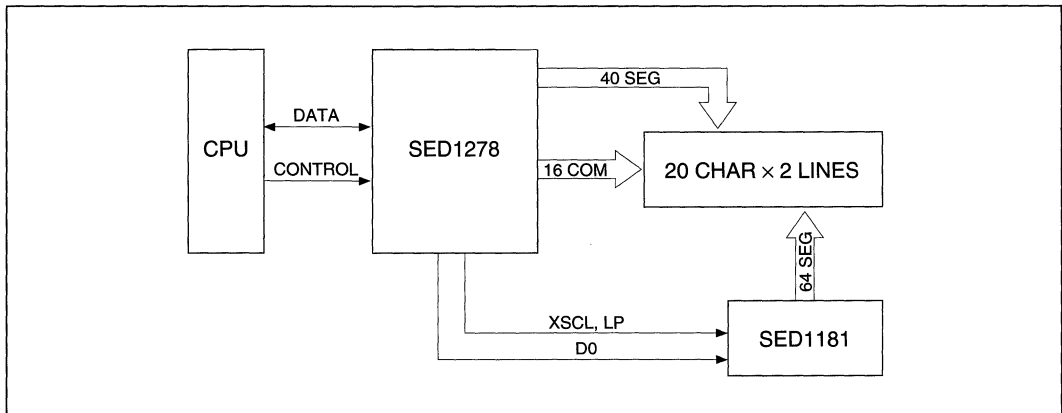 40 SEG
DATA
CPU
SED1278
CONTROL
16 COM
20 CHAR × 2 LINES
64 SEG
XSCL, LP
SED1181
D0